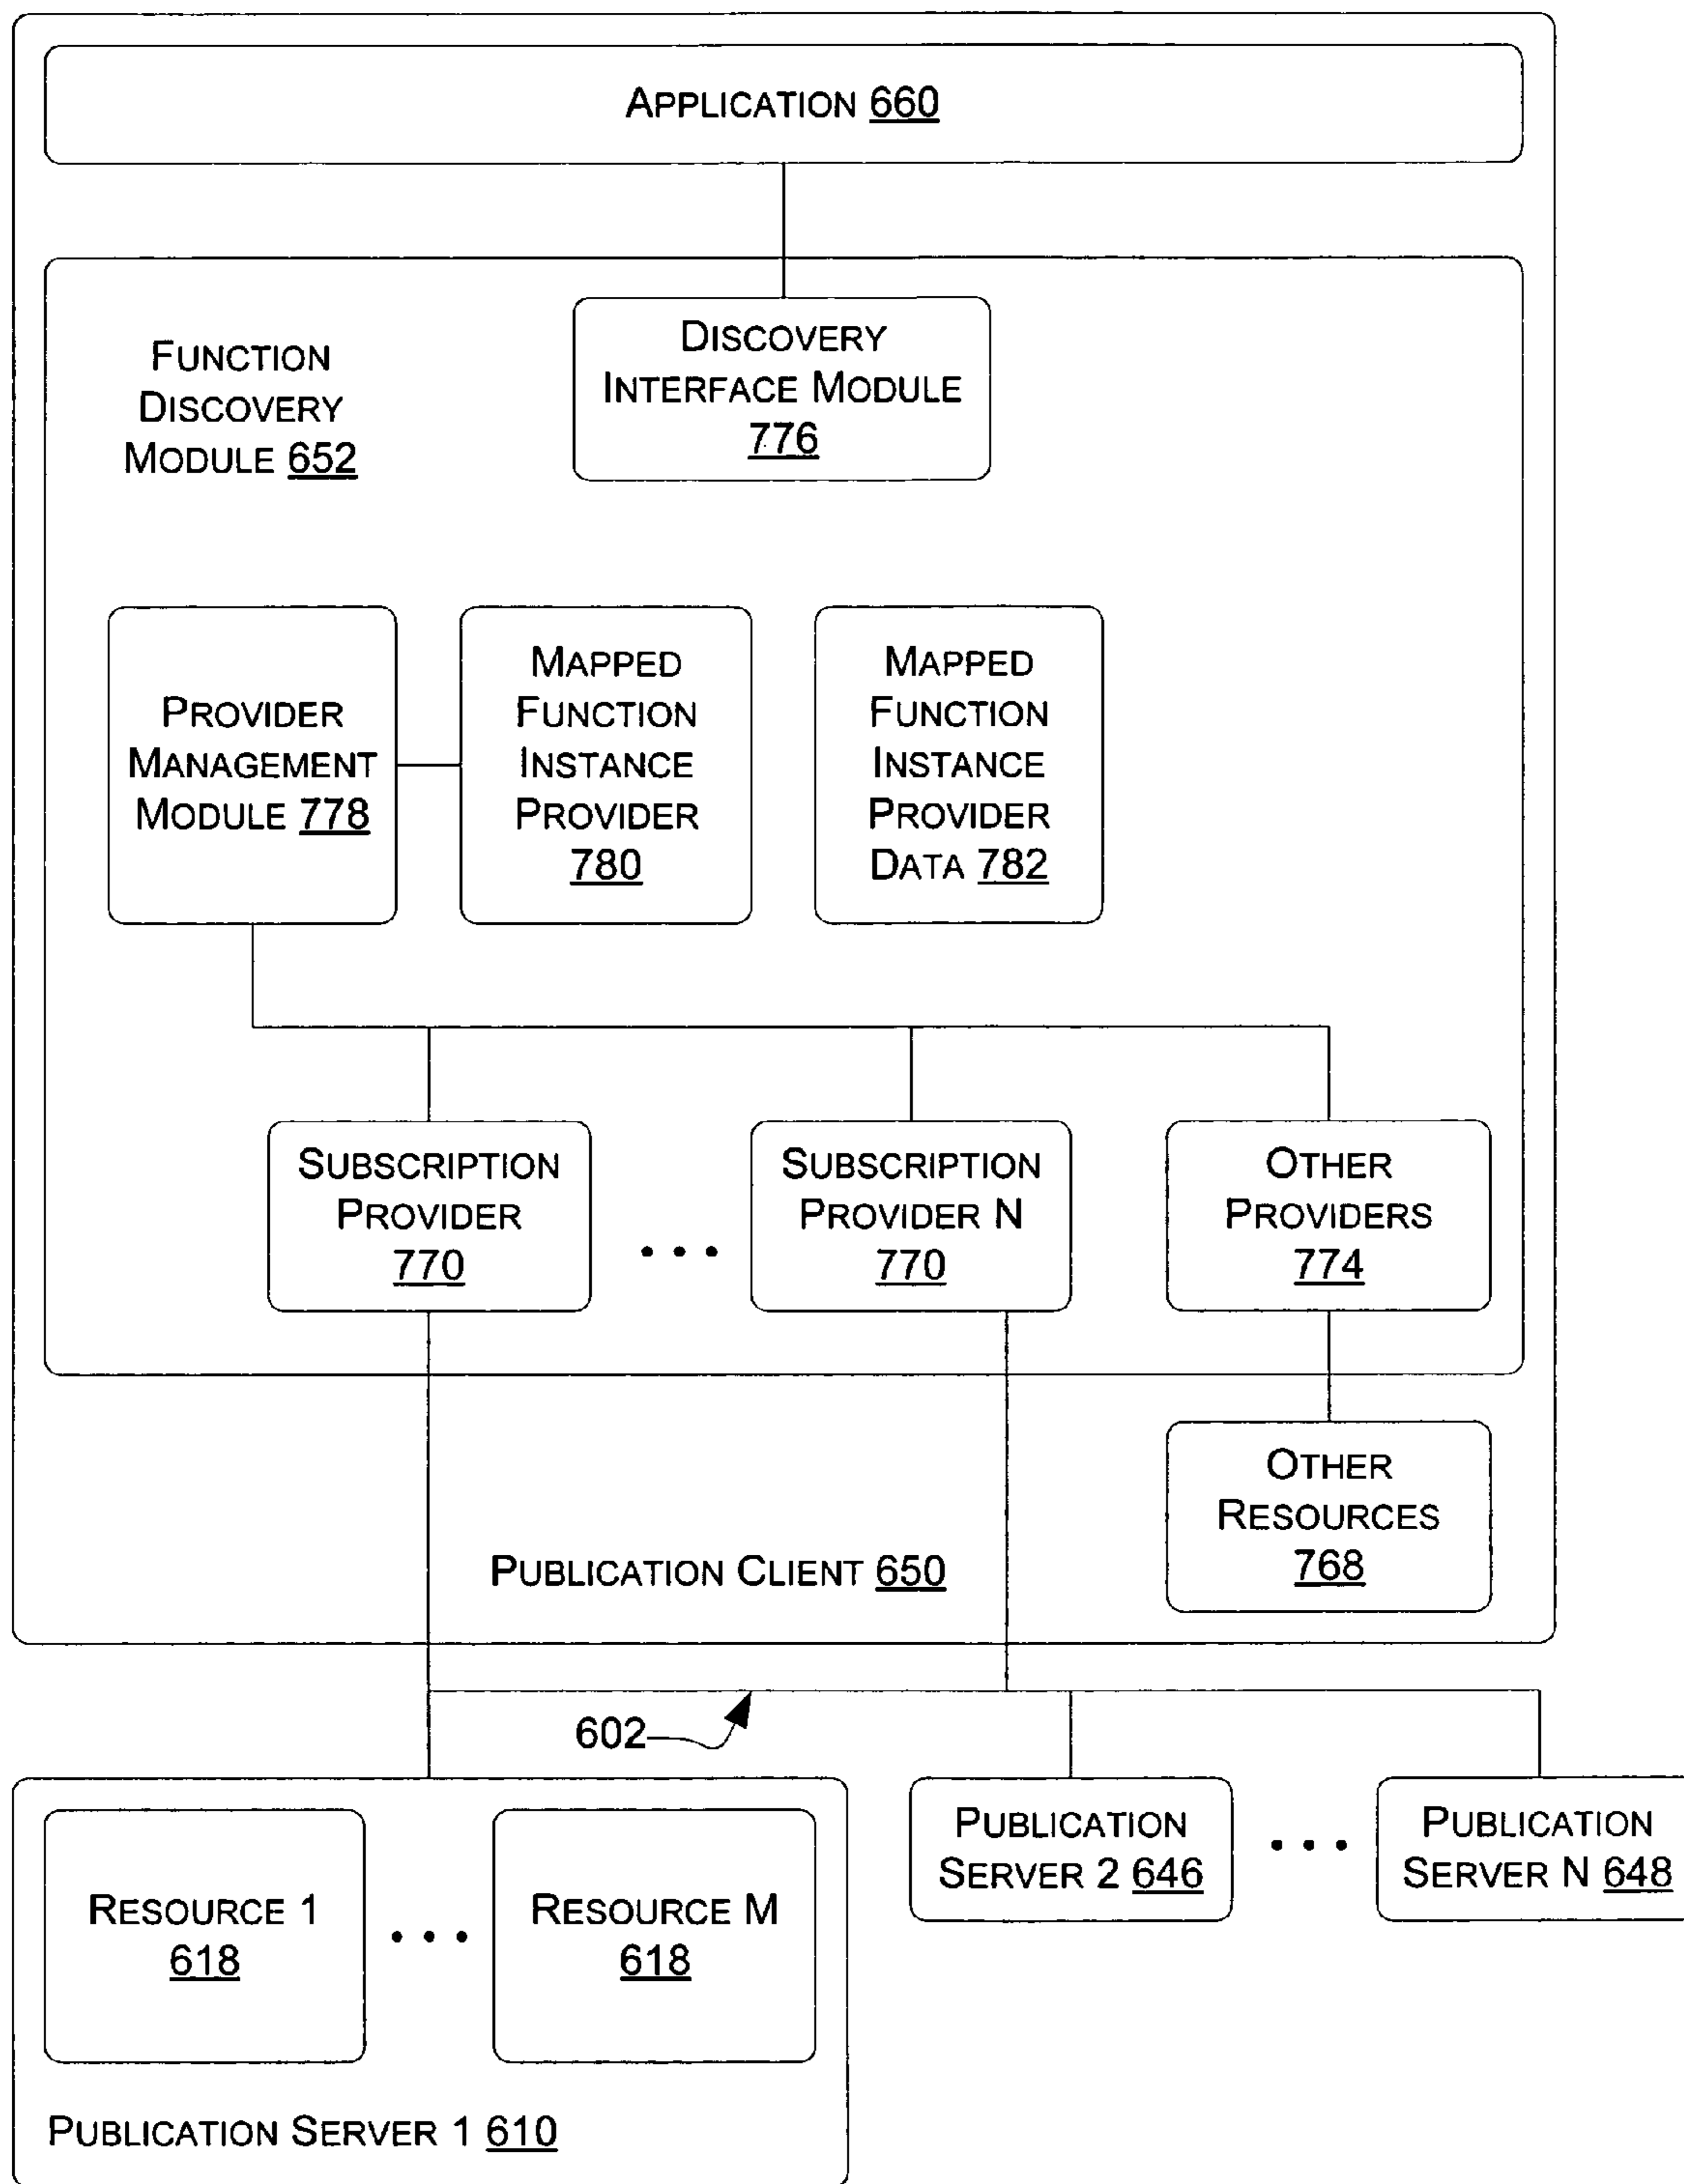 APPLICATION 660
FUNCTION
DISCOVERY
MODULE 652
DISCOVERY
INTERFACE MODULE
776
PROVIDER
MANAGEMENT
MODULE 778
MAPPED
FUNCTION
INSTANCE
PROVIDER
780
MAPPED
FUNCTION
INSTANCE
PROVIDER
DATA 782
SUBSCRIPTION
PROVIDER
770
• • •
SUBSCRIPTION
PROVIDER N
770
OTHER
PROVIDERS
774
OTHER
RESOURCES
768
PUBLICATION CLIENT 650
602
RESOURCE 1
618
• • •
RESOURCE M
618
PUBLICATION SERVER 1 610
PUBLICATION
SERVER 2 646
• • •
PUBLICATION
SERVER N 648